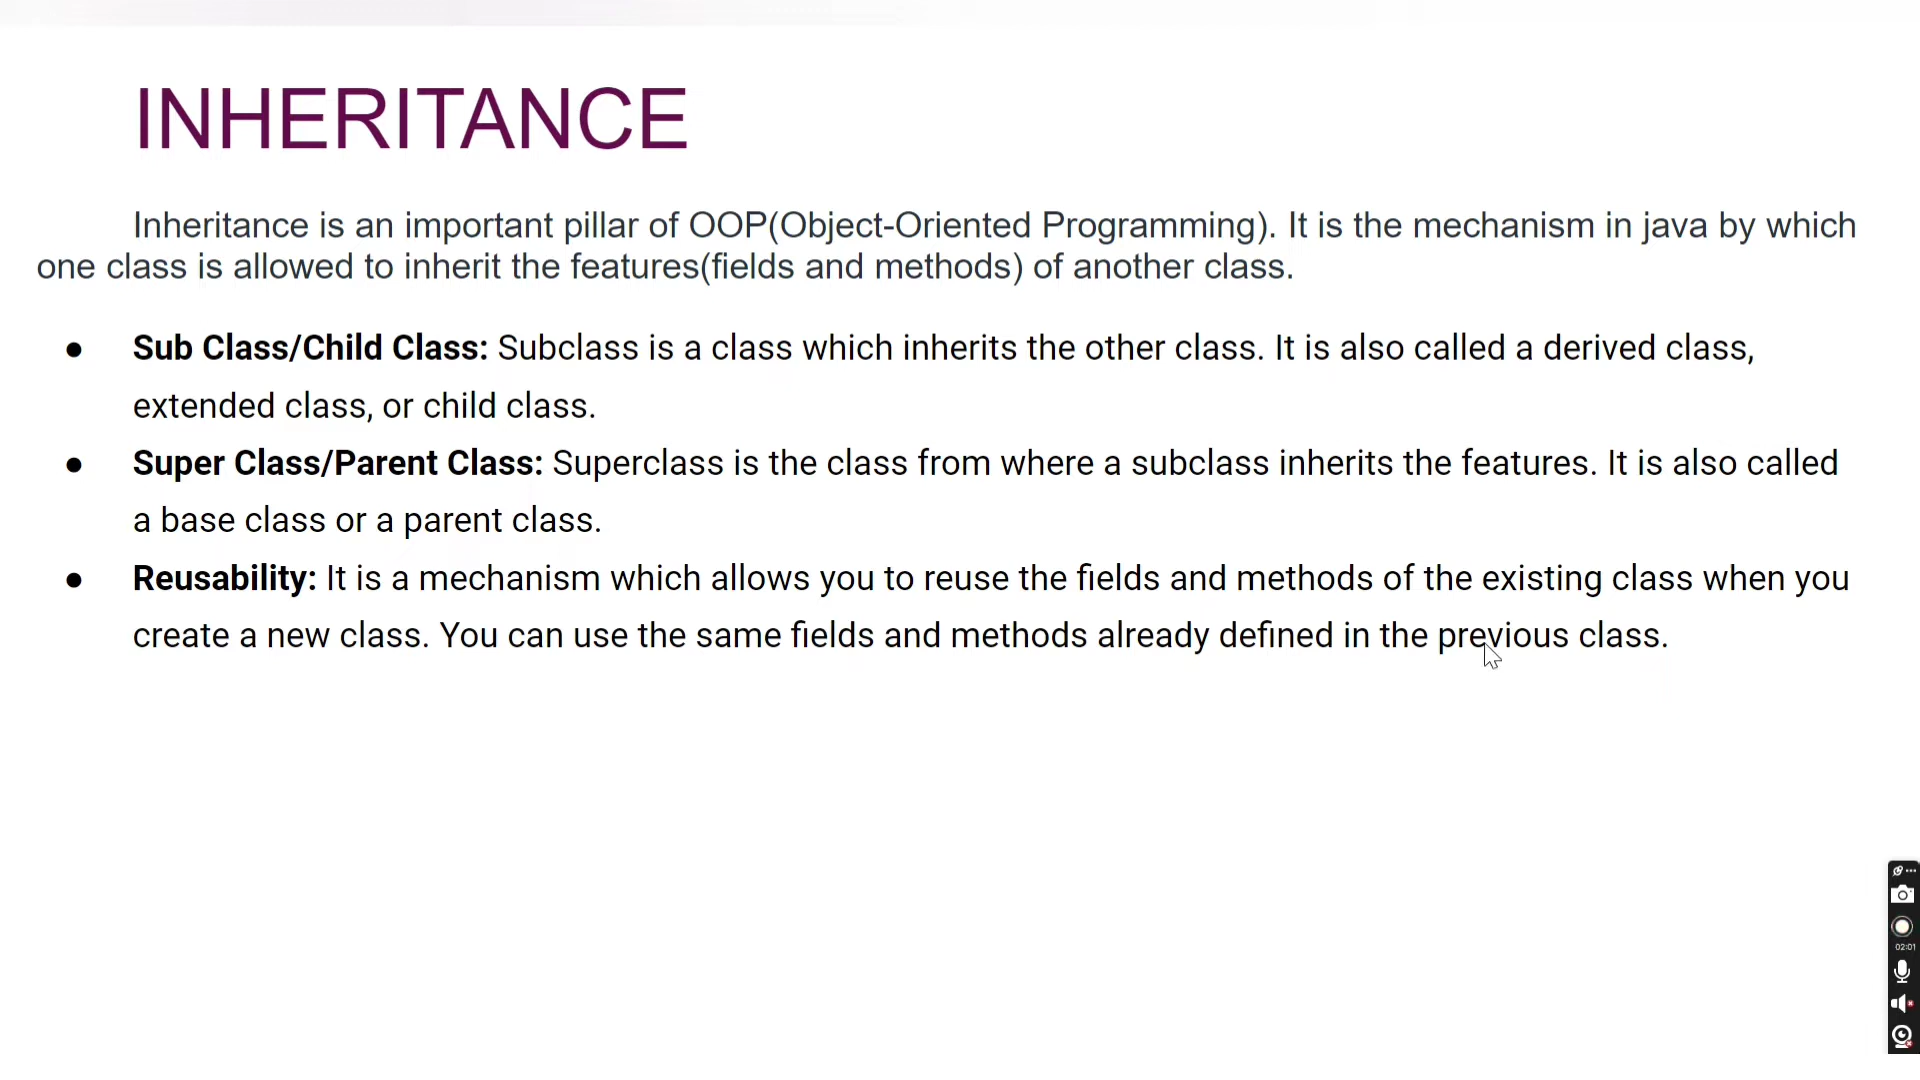 INHERITANCE
Inheritance is an important pillar of OOP(Object-Oriented Programming). It is the mechanism in java by which
one class is allowed to inherit the features(fields and methods) of another class.
● Sub Class/Child Class: Subclass is a class which inherits the other class. It is also called a derived class,
extended class, or child class.
● Super Class/Parent Class: Superclass is the class from where a subclass inherits the features. It is also called
a base class or a parent class.
● Reusability: It is a mechanism which allows you to reuse the fields and methods of the existing class when you
create a new class. You can use the same fields and methods already defined in the previous class.
02:01